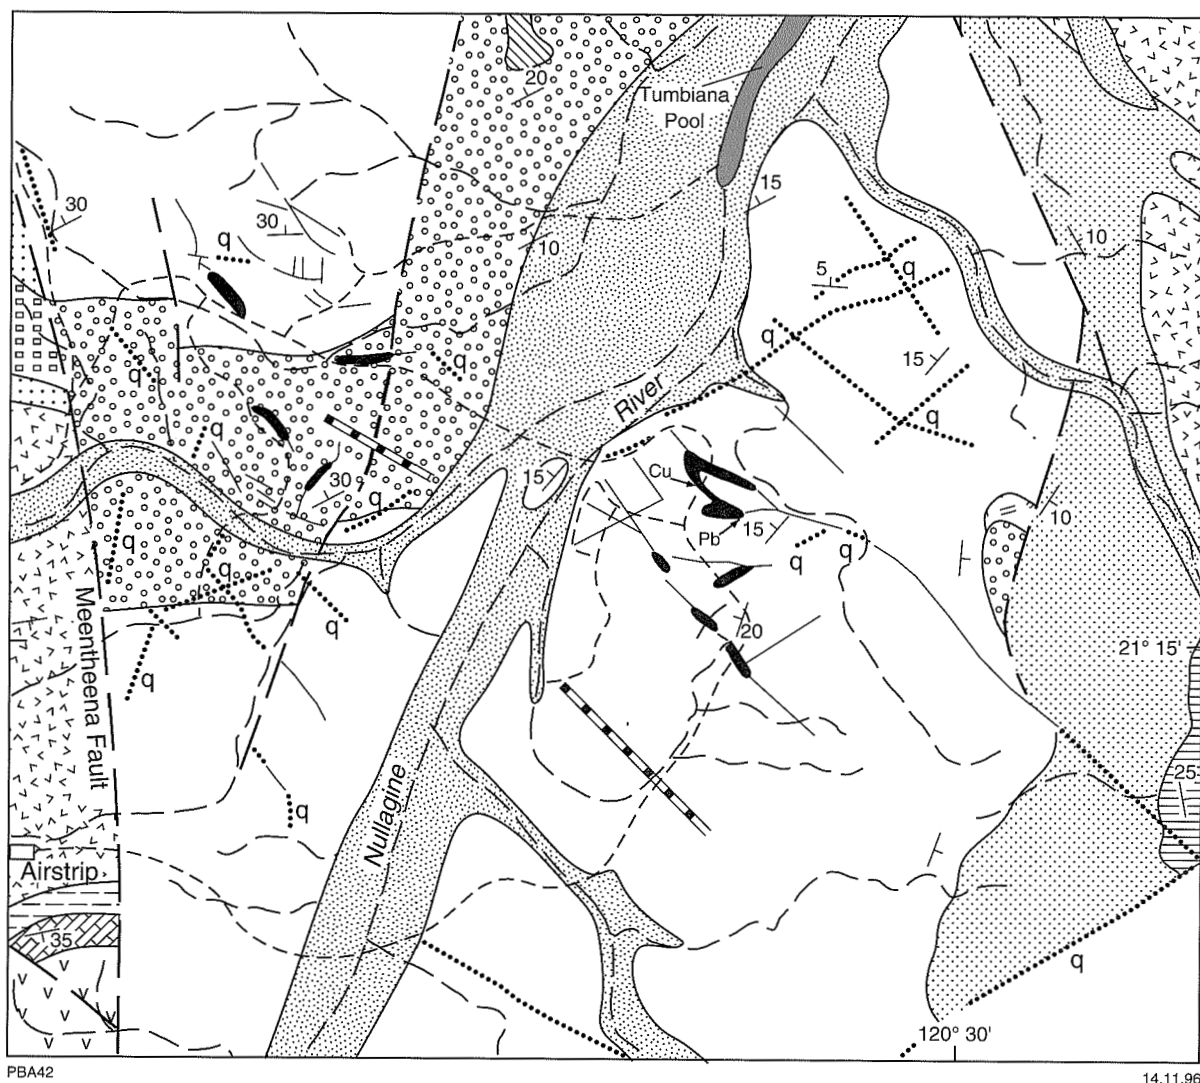 20
Tumbiana
Pool
15
30
30
q
10
10
5
q
q
q
15
q
q
River
q
Cu
15
30
q
Pb
15
10
q
q
q
q
q
20
Meentheena Fault
21° 15'
q
25
Nullagine
q
Airstrip
35
q
v v v v v v v v v v v
120° 30'
PBA42
14.11.96